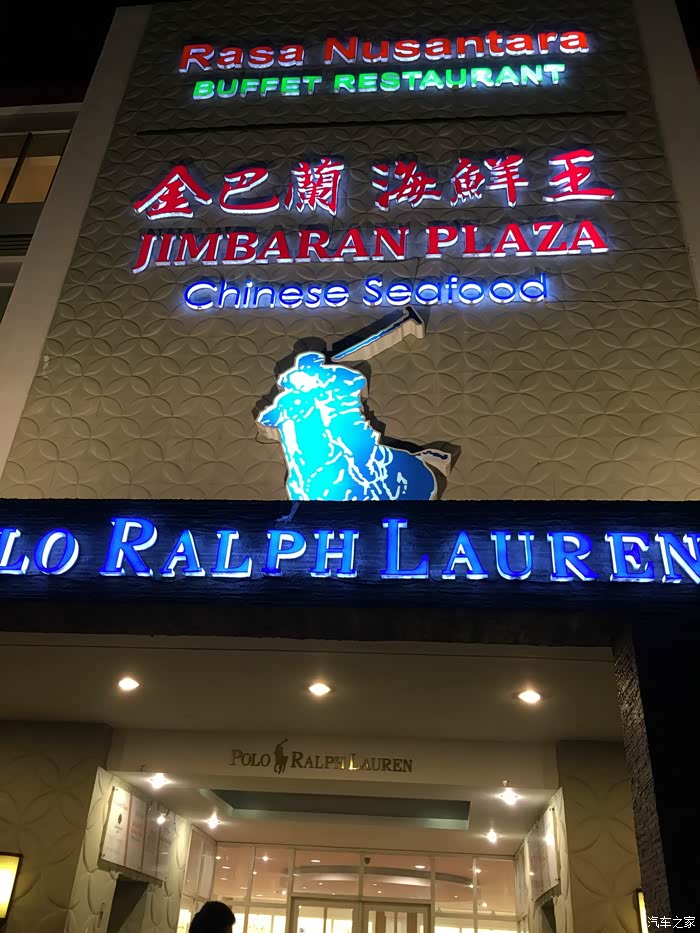 Rasa Nusantara
BUFFET RESTAURANT
金巴蘭 海鮮王
JIMBARAN PLAZA
Chinese Seafood
LO RALPH LAUREN
POLO RALPH LAUREN
汽车之家